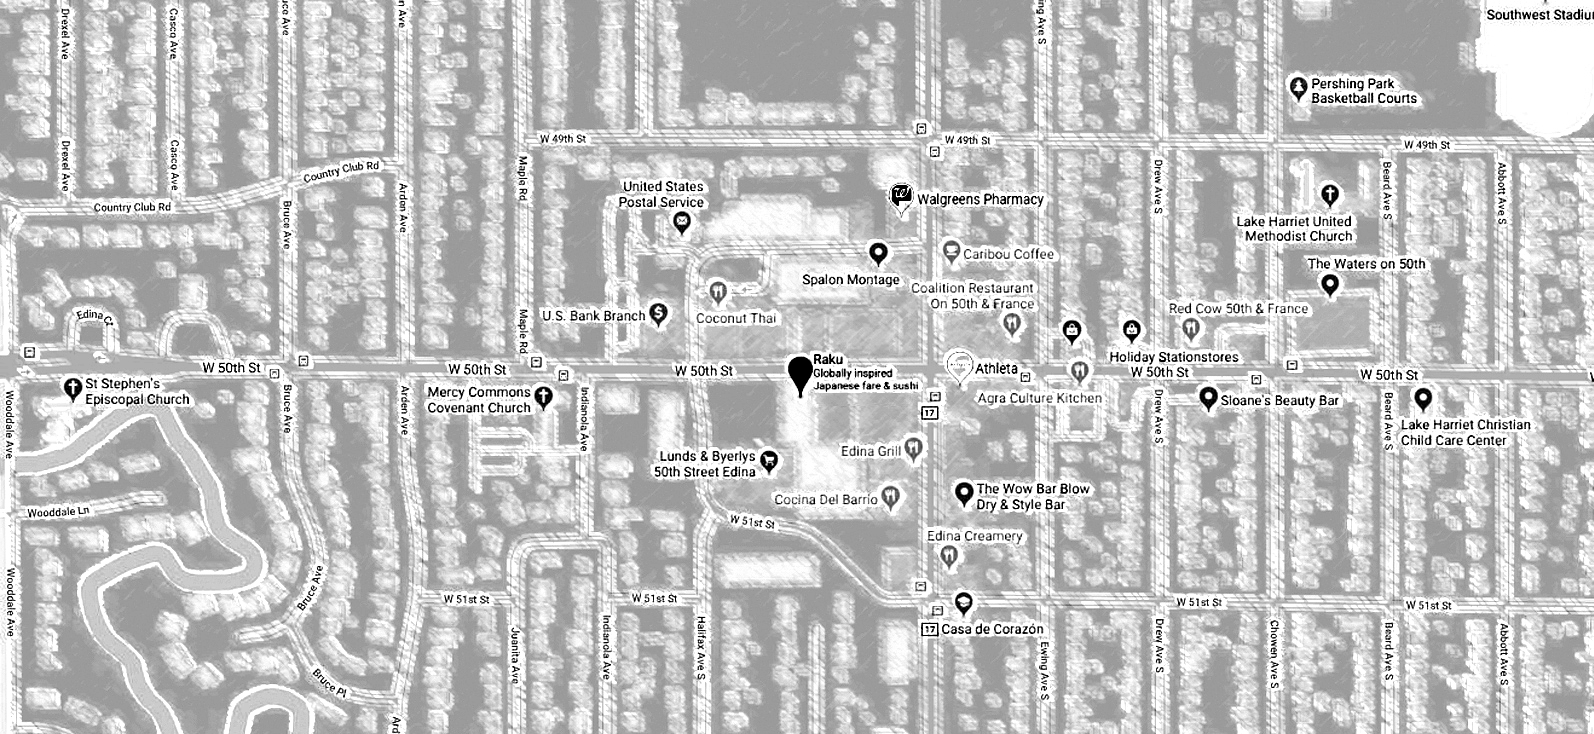 Drexel Ave
Casco Ave
uce Ave
n Ave
ng Ave S
Southwest Stadiu
Pershing Park
Basketball Courts
W 49th St
W 49th St
W 49th St
Drexel Ave
Casco Ave
Country Club Rd
Country Club Rd
Bruce Ave
Arden Ave
Maple Rd
United States
Postal Service
Walgreens Pharmacy
Drew Ave S
Beard Ave S
Abbott Ave S
Lake Harriet United
Methodist Church
Caribou Coffee
Spalon Montage
The Waters on 50th
Coalition Restaurant
On 50th & France
Red Cow 50th & France
Edina Ct
U.S. Bank Branch
Coconut Thai
Maple Rd
Holiday Stationstores
W 50th St
W 50th St
W 50th St
Raku
Globally inspired
Japanese fare & sushi
Athleta
W 50th St
W 50th St
W
St Stephen's
Episcopal Church
Mercy Commons
Covenant Church
Agra Culture Kitchen
Sloane's Beauty Bar
Wooddale Ave
Bruce Ave
Arden Ave
Indianola Ave
17
Drew Ave S
Beard Ave S
Lake Harriet Christian
Child Care Center
Lunds & Byerlys
50th Street Edina
Edina Grill
Cocina Del Barrio
The Wow Bar Blow
Dry & Style Bar
Wooddale Ln
W 51st St
Edina Creamery
Wooddale Ave
Bruce Ave
W 51st St
W 51st St
W 51st St
W 51st St
17
Casa de Corazón
Juanita Ave
Indianola Ave
Halifax Ave S
Ewing Ave S
Drew Ave S
Chowen Ave S
Beard Ave S
Abbott Ave S
Bruce Pl
Ard